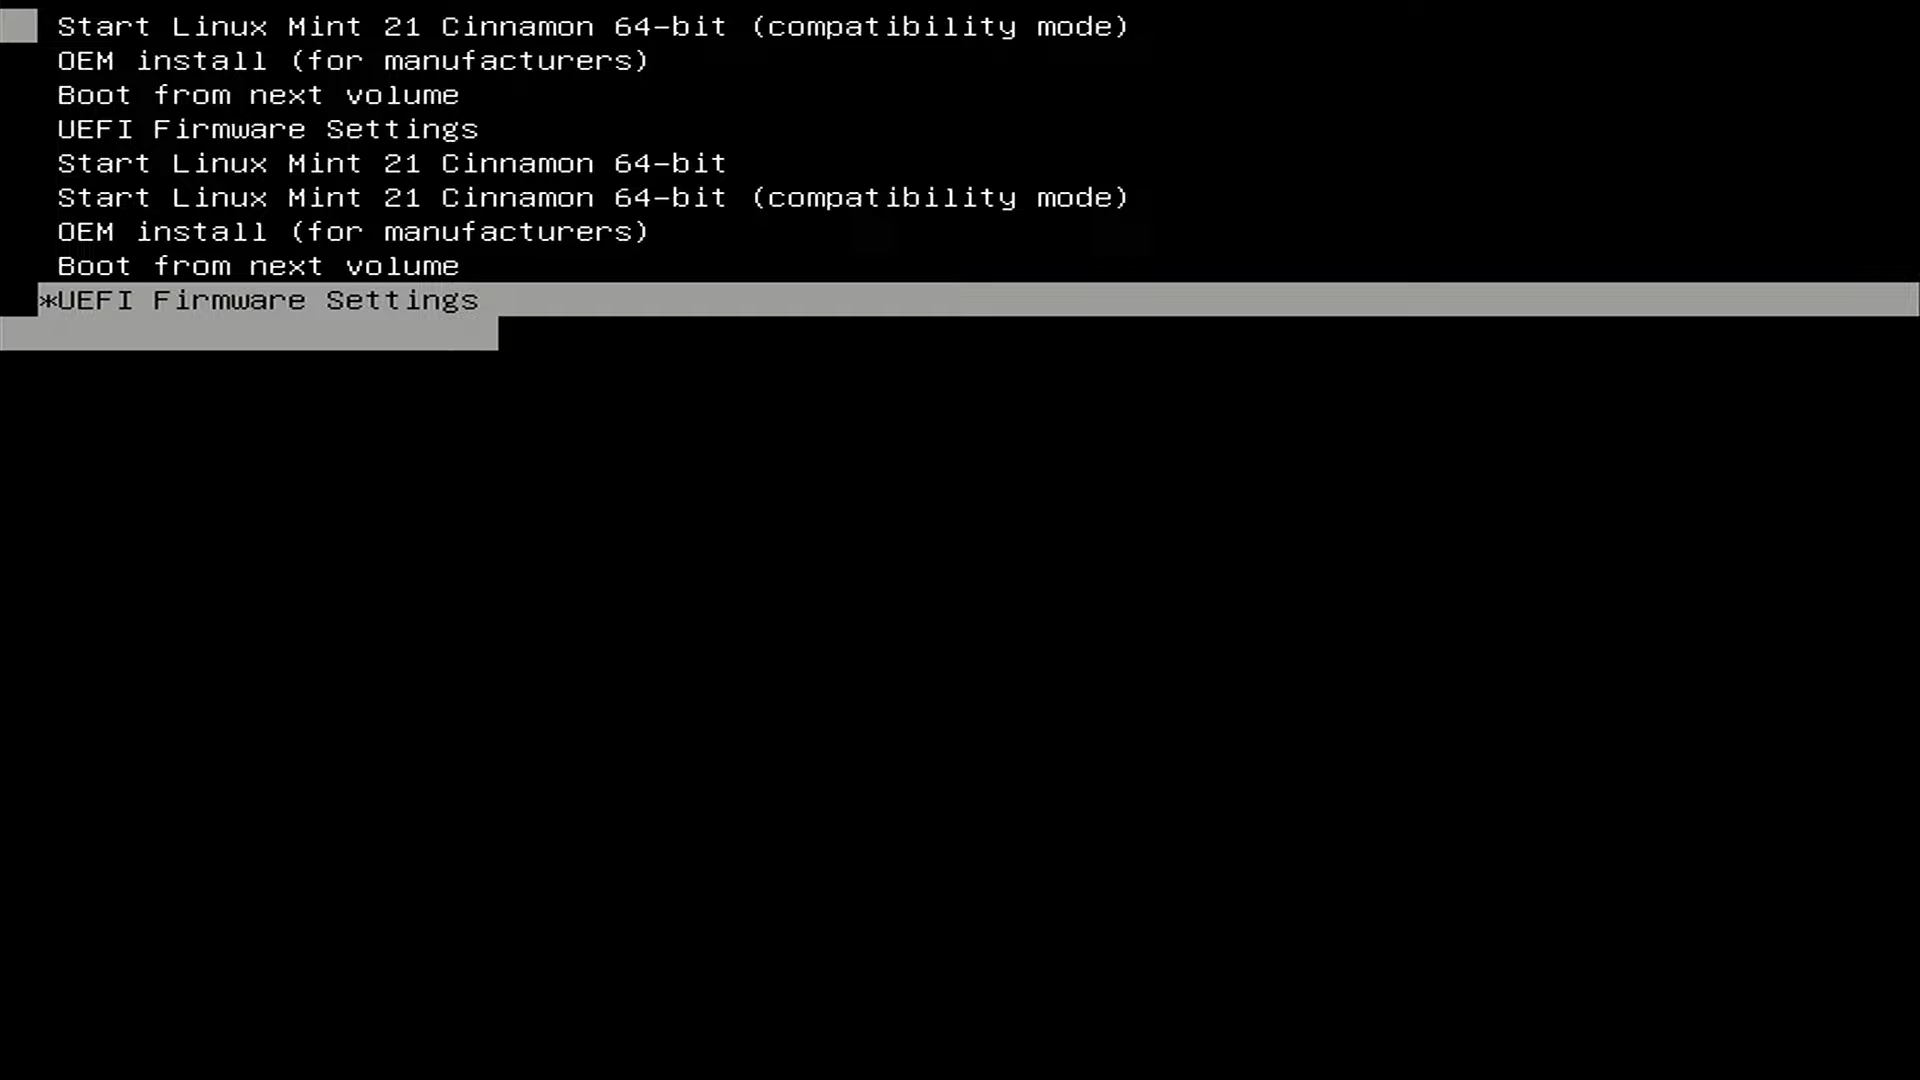 Start Linux Mint 21 Cinnamon 64-bit (compatibility mode)
OEM install (for manufacturers)
Boot from next volume
UEFI Firmware Settings
Start Linux Mint 21 Cinnamon 64-bit
Start Linux Mint 21 Cinnamon 64-bit (compatibility mode)
OEM install (for manufacturers)
Boot from next volume
*UEFI Firmware Settings